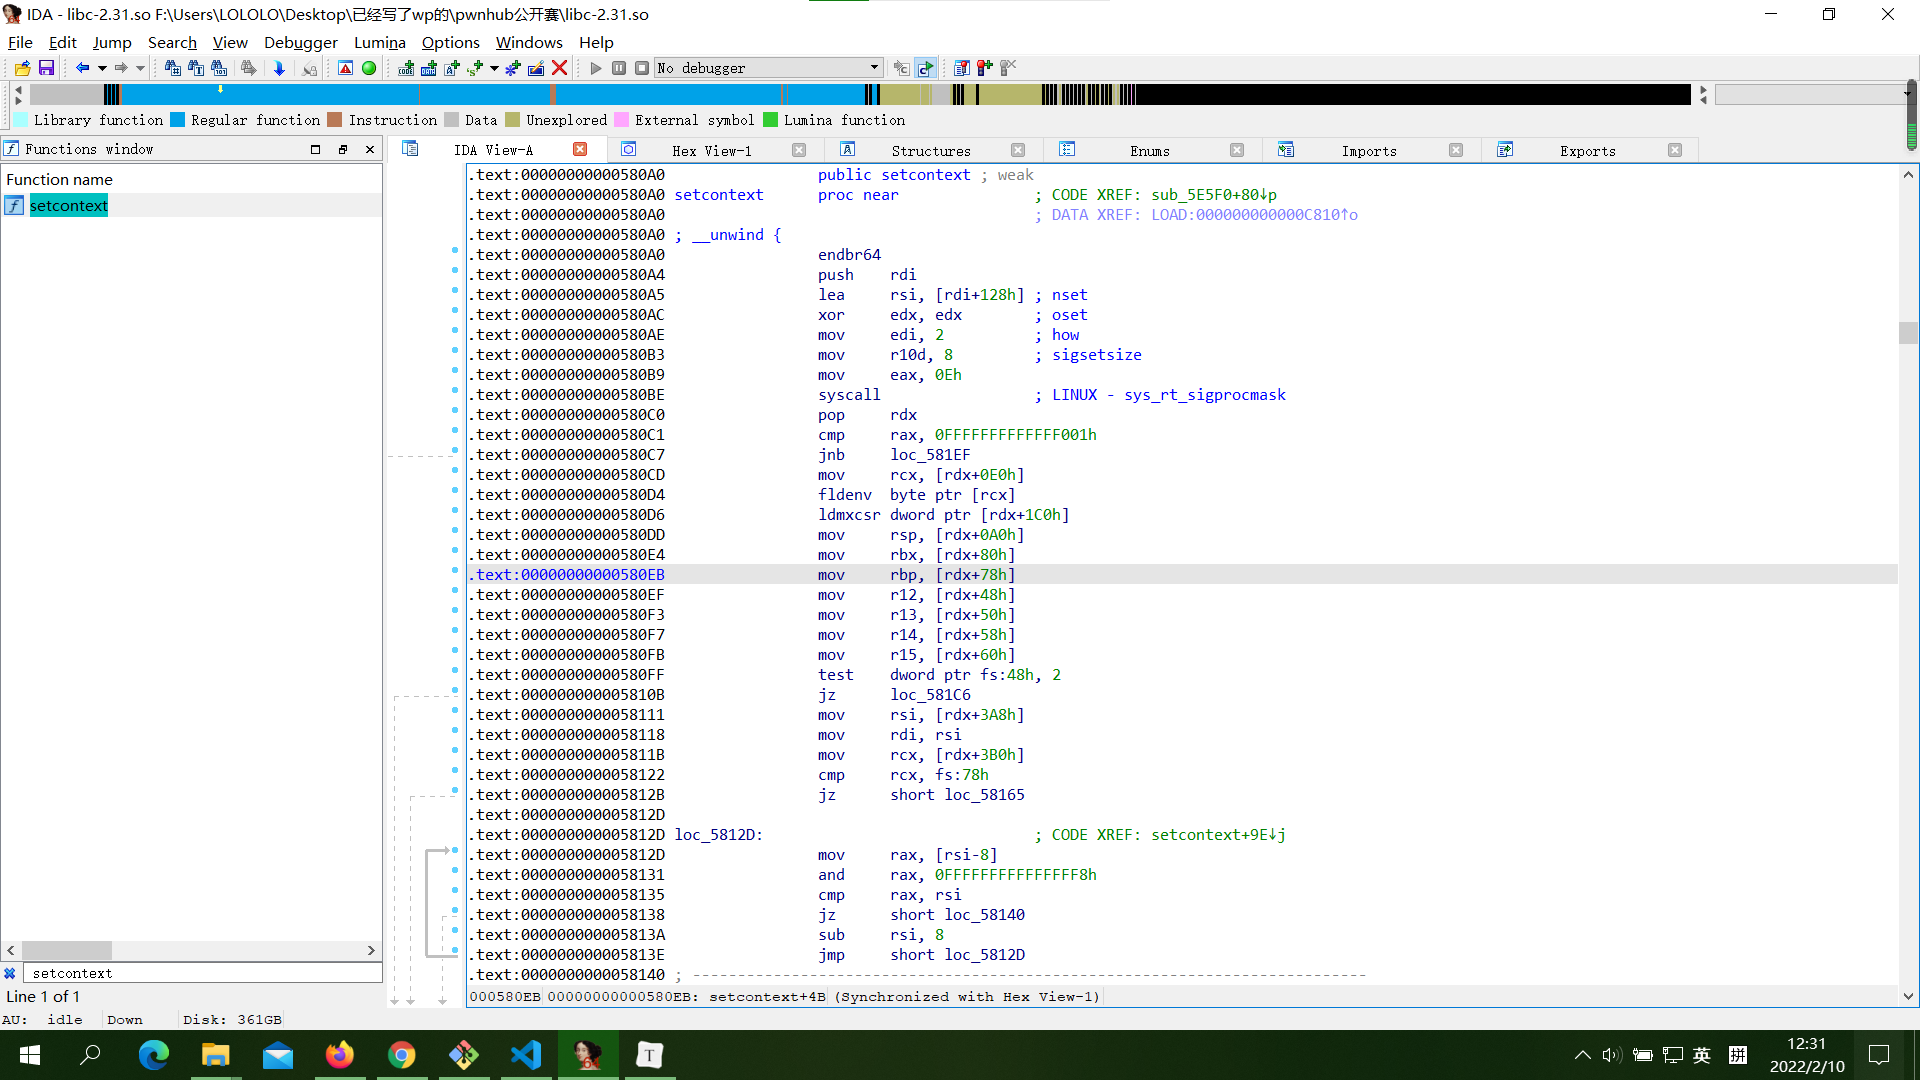 IDA - libc-2.31.so F:\Users\LOLOLO\Desktop\已经写了wp的\pwnhub公开赛\libc-2.31.so
File Edit Jump Search View Debugger Lumina Options Windows Help
No debugger
Library function Regular function Instruction Data Unexplored External symbol Lumina function
Functions window
IDA View-A Hex View-1 Structures Enums Imports Exports
Function name
setcontext
.text:00000000000580A0 public setcontext ; weak
.text:00000000000580A0 setcontext proc near ; CODE XREF: sub_5E5F0+80↓p
.text:00000000000580A0 ; DATA XREF: LOAD:000000000000C810↑o
.text:00000000000580A0 ; __unwind {
.text:00000000000580A0 endbr64
.text:00000000000580A4 push rdi
.text:00000000000580A5 lea rsi, [rdi+128h] ; nset
.text:00000000000580AC xor edx, edx ; oset
.text:00000000000580AE mov edi, 2 ; how
.text:00000000000580B3 mov r10d, 8 ; sigsetsize
.text:00000000000580B9 mov eax, 0Eh
.text:00000000000580BE syscall ; LINUX - sys_rt_sigprocmask
.text:00000000000580C0 pop rdx
.text:00000000000580C1 cmp rax, 0FFFFFFFFFFFFF001h
.text:00000000000580C7 jnb loc_581EF
.text:00000000000580CD mov rcx, [rdx+0E0h]
.text:00000000000580D4 fldenv byte ptr [rcx]
.text:00000000000580D6 ldmxcsr dword ptr [rdx+1C0h]
.text:00000000000580DD mov rsp, [rdx+0A0h]
.text:00000000000580E4 mov rbx, [rdx+80h]
.text:00000000000580EB mov rbp, [rdx+78h]
.text:00000000000580EF mov r12, [rdx+48h]
.text:00000000000580F3 mov r13, [rdx+50h]
.text:00000000000580F7 mov r14, [rdx+58h]
.text:00000000000580FB mov r15, [rdx+60h]
.text:00000000000580FF test dword ptr fs:48h, 2
.text:000000000005810B jz loc_581C6
.text:0000000000058111 mov rsi, [rdx+3A8h]
.text:0000000000058118 mov rdi, rsi
.text:000000000005811B mov rcx, [rdx+3B0h]
.text:0000000000058122 cmp rcx, fs:78h
.text:000000000005812B jz short loc_58165
.text:000000000005812D
.text:000000000005812D loc_5812D: ; CODE XREF: setcontext+9E↓j
.text:000000000005812D mov rax, [rsi-8]
.text:0000000000058131 and rax, 0FFFFFFFFFFFFFFF8h
.text:0000000000058135 cmp rax, rsi
.text:0000000000058138 jz short loc_58140
.text:000000000005813A sub rsi, 8
.text:000000000005813E jmp short loc_5812D
.text:0000000000058140 ; ---------------------------------------------------------------------------
setcontext
Line 1 of 1
000580EB 00000000000580EB: setcontext+4B (Synchronized with Hex View-1)
AU: idle Down Disk: 361GB
T
英 拼
12:31
2022/2/10